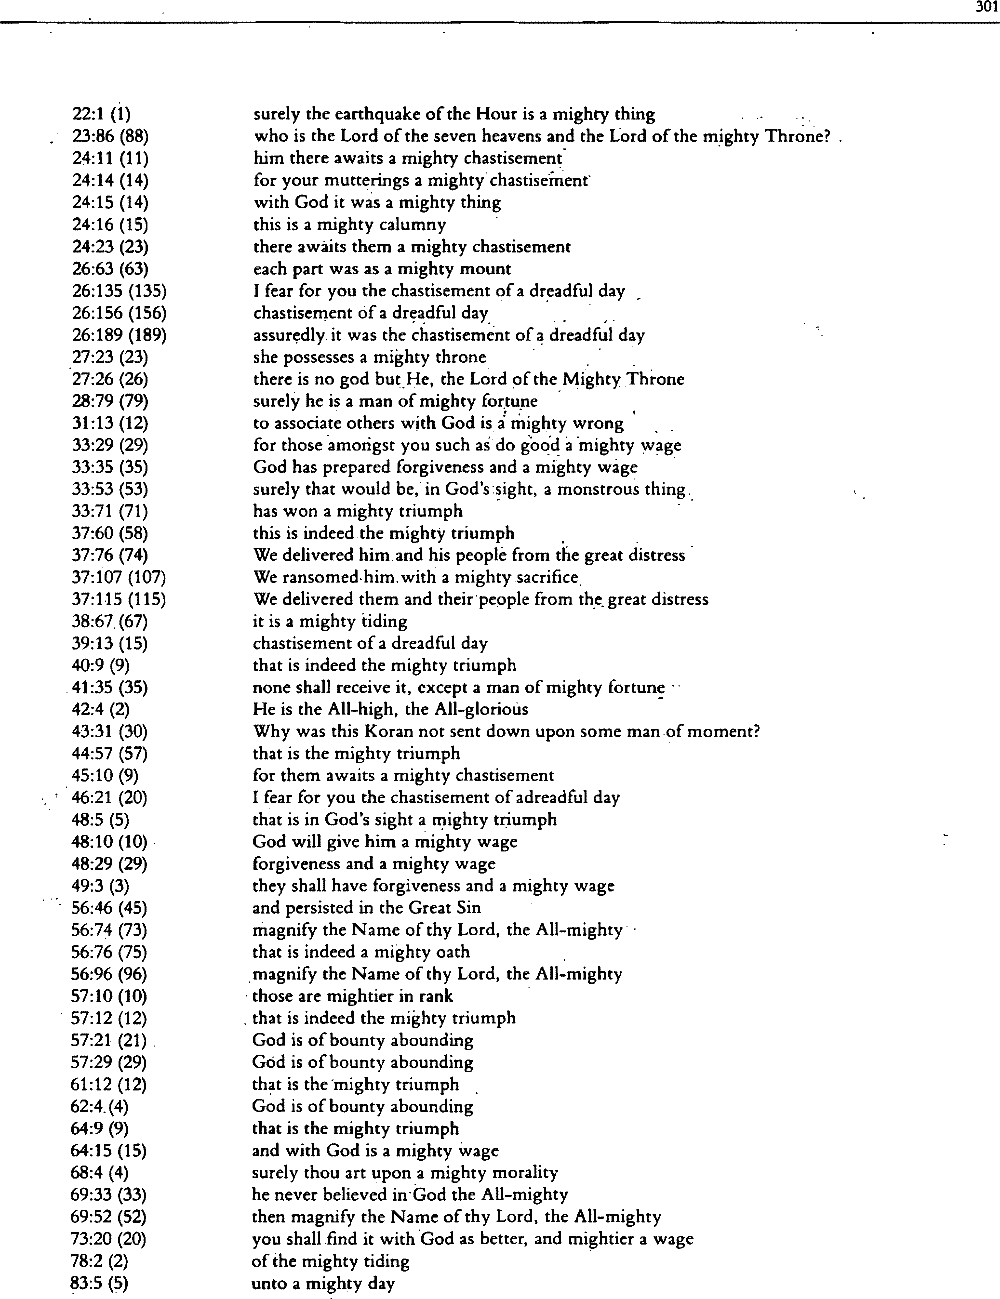 301
22:1 (1) surely the earthquake of the Hour is a mighty thing
23:86 (88) who is the Lord of the seven heavens and the Lord of the mighty Throne?
24:11 (11) him there awaits a mighty chastisement
24:14 (14) for your mutterings a mighty chastisement
24:15 (14) with God it was a mighty thing
24:16 (15) this is a mighty calumny
24:23 (23) there awaits them a mighty chastisement
26:63 (63) each part was as a mighty mount
26:135 (135) I fear for you the chastisement of a dreadful day
26:156 (156) chastisement of a dreadful day
26:189 (189) assuredly it was the chastisement of a dreadful day
27:23 (23) she possesses a mighty throne
27:26 (26) there is no god but He, the Lord of the Mighty Throne
28:79 (79) surely he is a man of mighty fortune
31:13 (12) to associate others with God is a mighty wrong
33:29 (29) for those amongst you such as do good a mighty wage
33:35 (35) God has prepared forgiveness and a mighty wage
33:53 (53) surely that would be, in God's sight, a monstrous thing
33:71 (71) has won a mighty triumph
37:60 (58) this is indeed the mighty triumph
37:76 (74) We delivered him and his people from the great distress
37:107 (107) We ransomed him with a mighty sacrifice
37:115 (115) We delivered them and their people from the great distress
38:67 (67) it is a mighty tiding
39:13 (15) chastisement of a dreadful day
40:9 (9) that is indeed the mighty triumph
41:35 (35) none shall receive it, except a man of mighty fortune
42:4 (2) He is the All-high, the All-glorious
43:31 (30) Why was this Koran not sent down upon some man of moment?
44:57 (57) that is the mighty triumph
45:10 (9) for them awaits a mighty chastisement
46:21 (20) I fear for you the chastisement of adreadful day
48:5 (5) that is in God's sight a mighty triumph
48:10 (10) God will give him a mighty wage
48:29 (29) forgiveness and a mighty wage
49:3 (3) they shall have forgiveness and a mighty wage
56:46 (45) and persisted in the Great Sin
56:74 (73) magnify the Name of thy Lord, the All-mighty
56:76 (75) that is indeed a mighty oath
56:96 (96) magnify the Name of thy Lord, the All-mighty
57:10 (10) those are mightier in rank
57:12 (12) that is indeed the mighty triumph
57:21 (21) God is of bounty abounding
57:29 (29) God is of bounty abounding
61:12 (12) that is the mighty triumph
62:4 (4) God is of bounty abounding
64:9 (9) that is the mighty triumph
64:15 (15) and with God is a mighty wage
68:4 (4) surely thou art upon a mighty morality
69:33 (33) he never believed in God the All-mighty
69:52 (52) then magnify the Name of thy Lord, the All-mighty
73:20 (20) you shall find it with God as better, and mightier a wage
78:2 (2) of the mighty tiding
83:5 (5) unto a mighty day